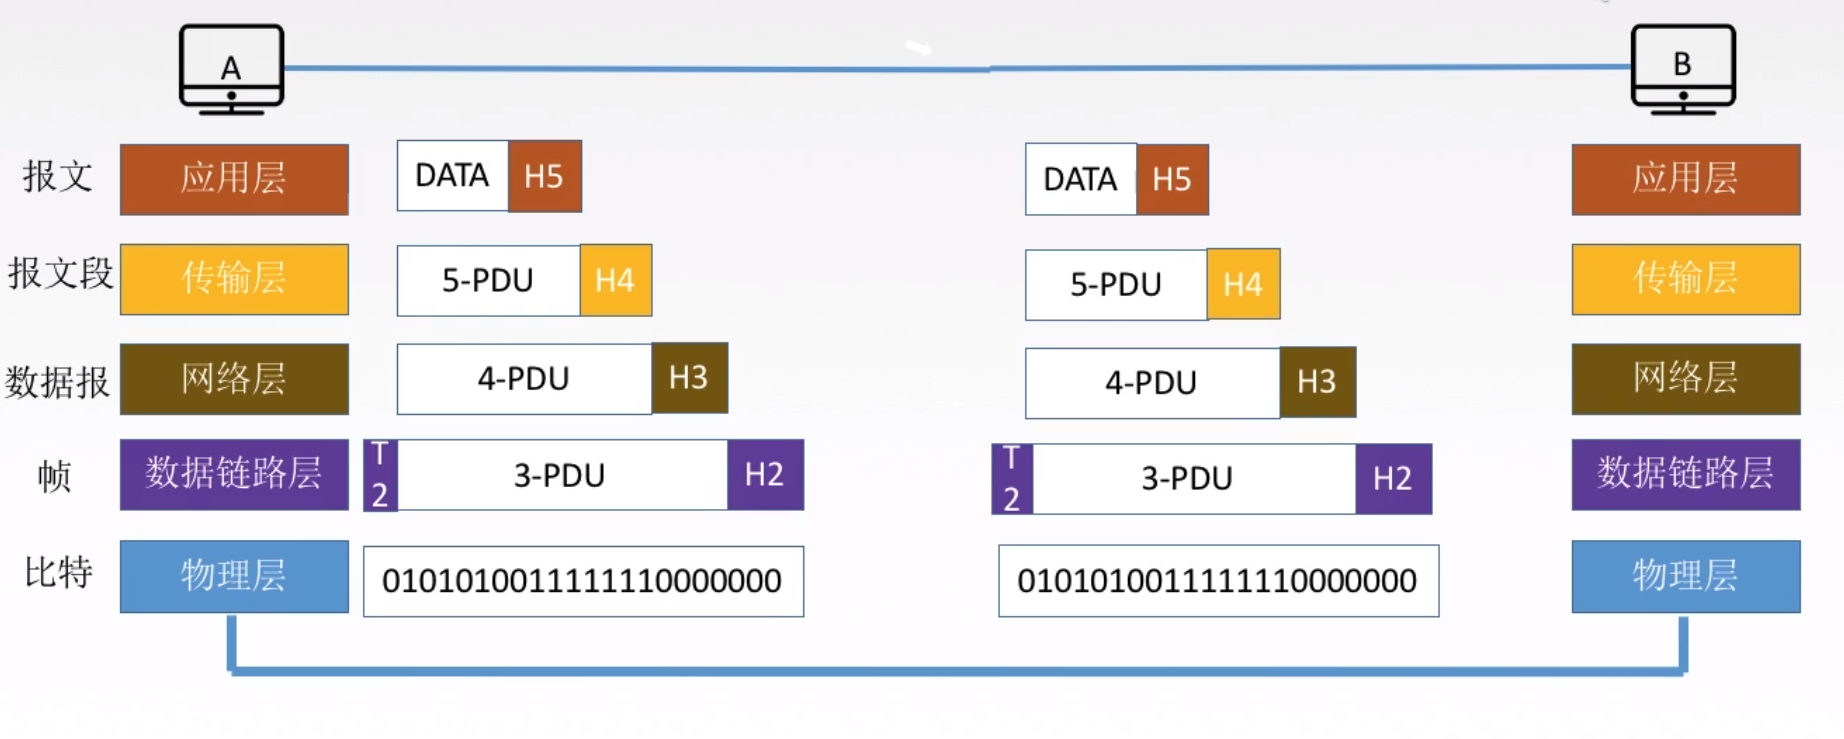 A
B
报文
应用层
DATA
H5
DATA
H5
应用层
报文段
传输层
5-PDU
H4
5-PDU
H4
传输层
数据报
网络层
4-PDU
H3
4-PDU
H3
网络层
帧
数据链路层
T
2
3-PDU
H2
T
2
3-PDU
H2
数据链路层
比特
物理层
0101010011111110000000
0101010011111110000000
物理层